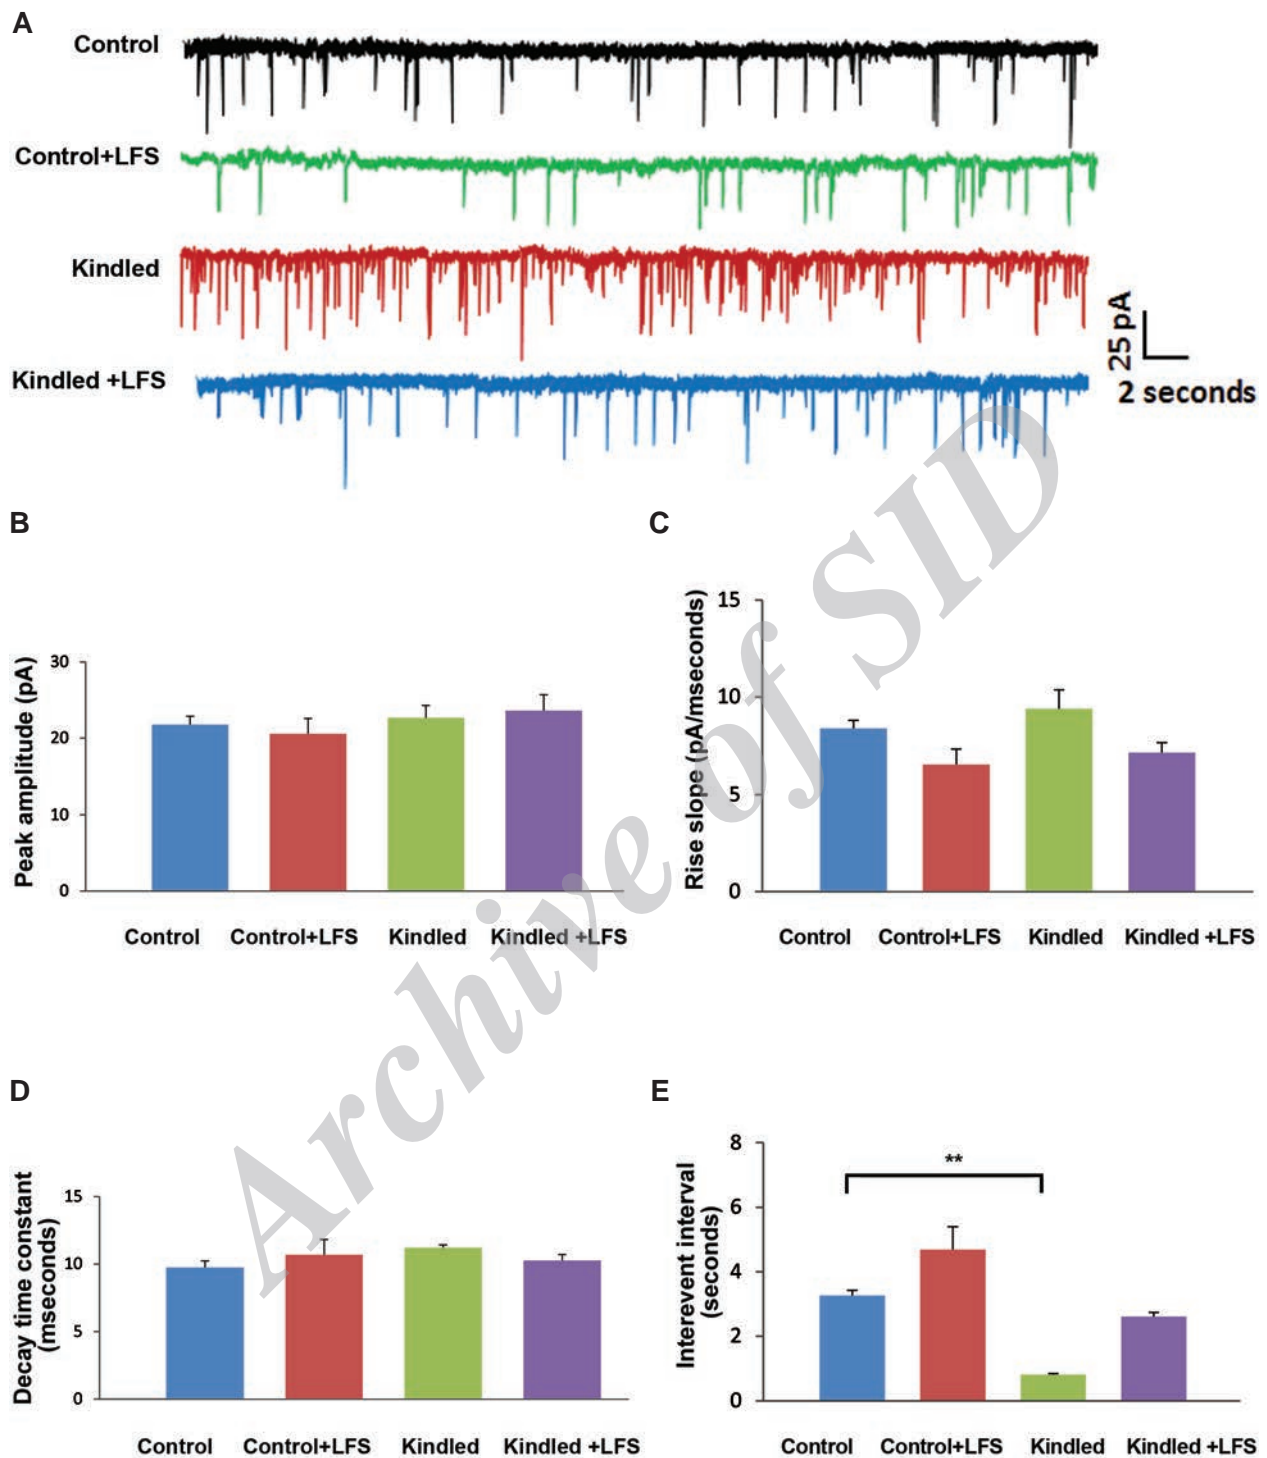 A
Control
Control+LFS
Kindled
Kindled +LFS
25 pA
2 seconds
B
Peak amplitude (pA)
30
20
10
0
Control Control+LFS Kindled Kindled +LFS
C
Rise slope (pA/mseconds)
15
10
5
0
Control Control+LFS Kindled Kindled +LFS
D
Decay time constant
(mseconds)
15
10
5
0
Control Control+LFS Kindled Kindled +LFS
E
Interevent interval
(seconds)
8
6
4
2
0
**
Control Control+LFS Kindled Kindled +LFS
Archive of SID